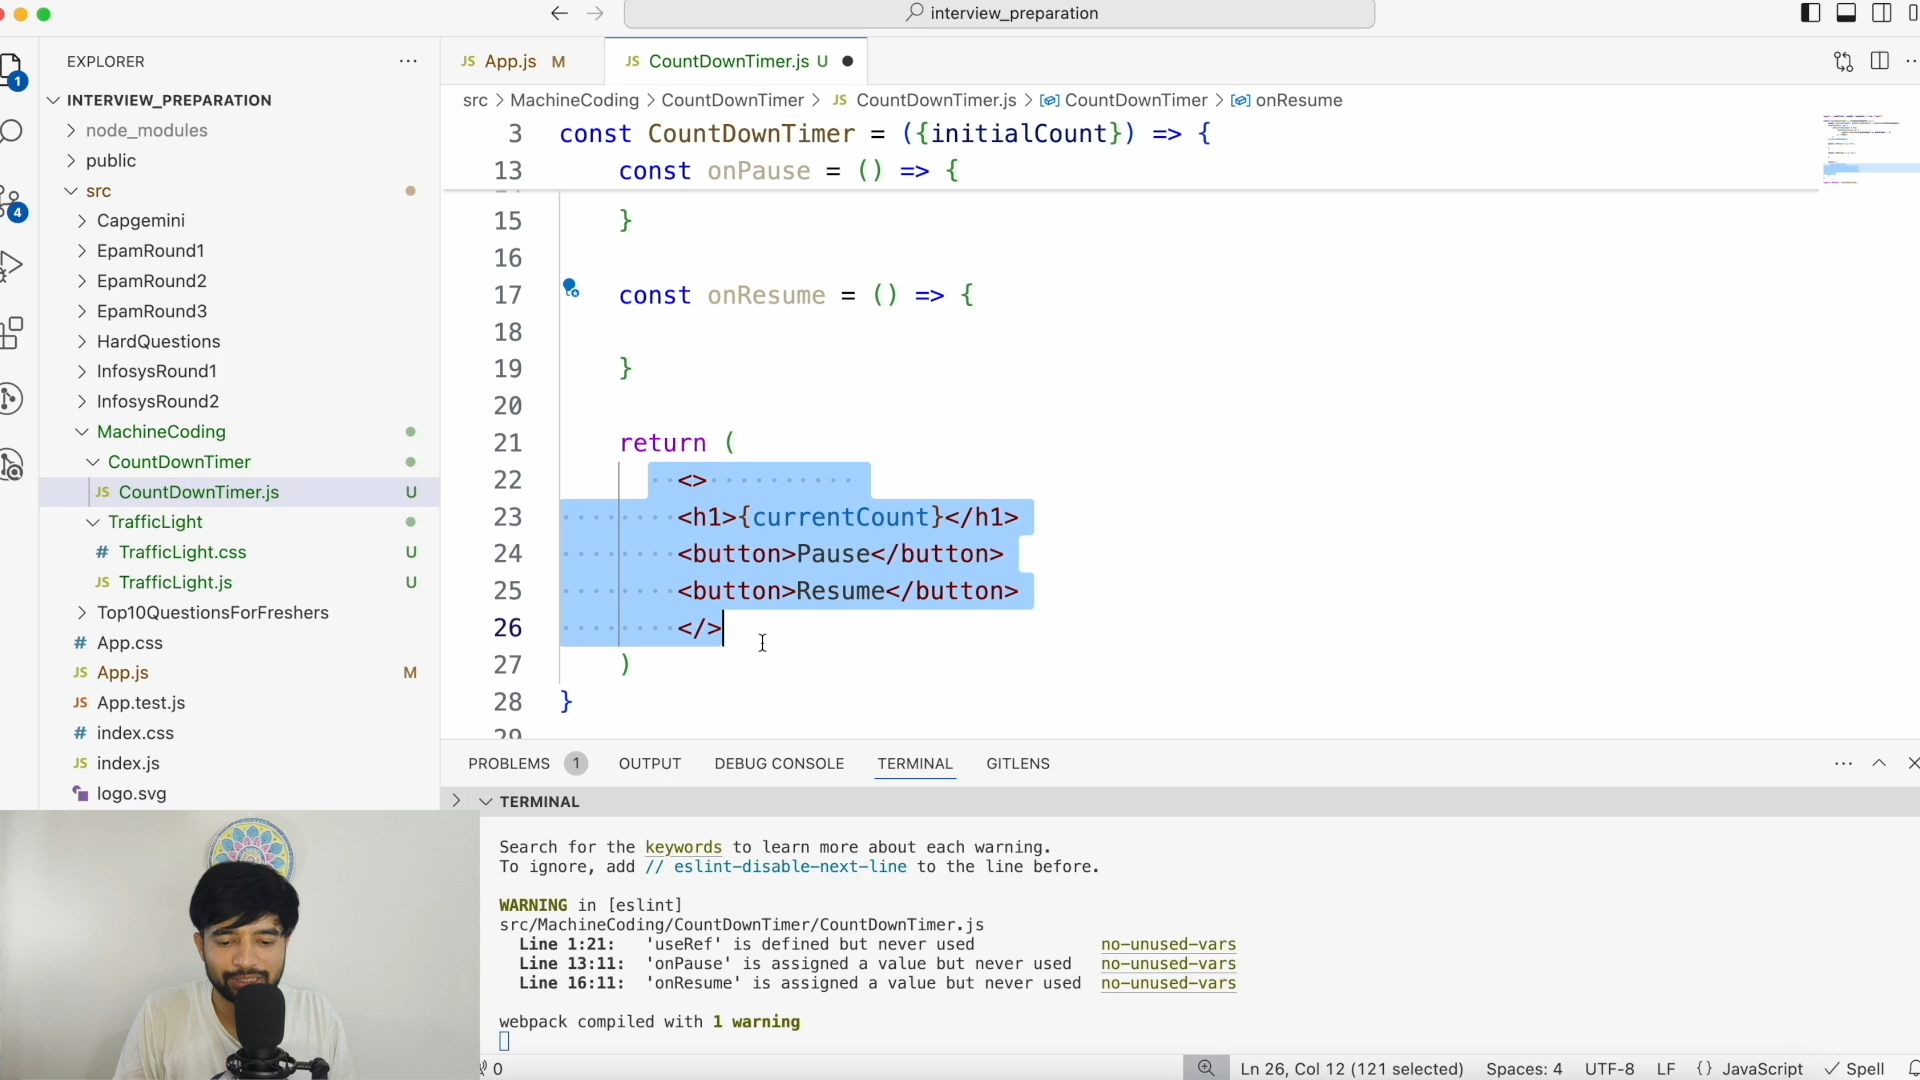 interview_preparation
EXPLORER
JS App.js M
JS CountDownTimer.js U
1
INTERVIEW_PREPARATION
src > MachineCoding > CountDownTimer > JS CountDownTimer.js > CountDownTimer > onResume
node_modules
public
src
4
Capgemini
EpamRound1
EpamRound2
EpamRound3
HardQuestions
InfosysRound1
InfosysRound2
MachineCoding
CountDownTimer
JS CountDownTimer.js U
TrafficLight
# TrafficLight.css U
JS TrafficLight.js U
Top10QuestionsForFreshers
# App.css
JS App.js M
JS App.test.js
# index.css
JS index.js
logo.svg
3 const CountDownTimer = ({initialCount}) => {
13 const onPause = () => {
15 }
16
17 const onResume = () => {
18
19 }
20
21 return (
22 <>
23 <h1>{currentCount}</h1>
24 <button>Pause</button>
25 <button>Resume</button>
26 </>
27 )
28 }
29
PROBLEMS 1 OUTPUT DEBUG CONSOLE TERMINAL GITLENS
TERMINAL
Search for the keywords to learn more about each warning.
To ignore, add // eslint-disable-next-line to the line before.
WARNING in [eslint]
src/MachineCoding/CountDownTimer/CountDownTimer.js
Line 1:21: 'useRef' is defined but never used no-unused-vars
Line 13:11: 'onPause' is assigned a value but never used no-unused-vars
Line 16:11: 'onResume' is assigned a value but never used no-unused-vars
webpack compiled with 1 warning
0
Ln 26, Col 12 (121 selected) Spaces: 4 UTF-8 LF {} JavaScript Spell